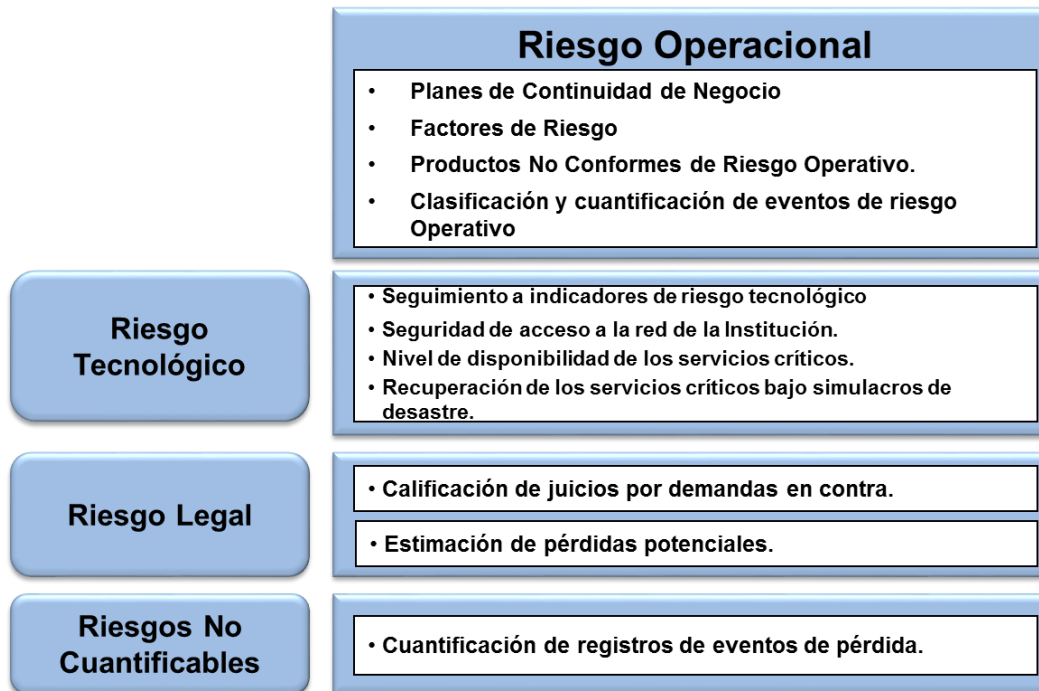 Riesgo Operacional
• Planes de Continuidad de Negocio
• Factores de Riesgo
• Productos No Conformes de Riesgo Operativo.
• Clasificación y cuantificación de eventos de riesgo
Operativo
Riesgo
Tecnológico
• Seguimiento a indicadores de riesgo tecnológico
• Seguridad de acceso a la red de la Institución.
• Nivel de disponibilidad de los servicios críticos.
• Recuperación de los servicios críticos bajo simulacros de
desastre.
Riesgo Legal
• Calificación de juicios por demandas en contra.
• Estimación de pérdidas potenciales.
Riesgos No
Cuantificables
• Cuantificación de registros de eventos de pérdida.